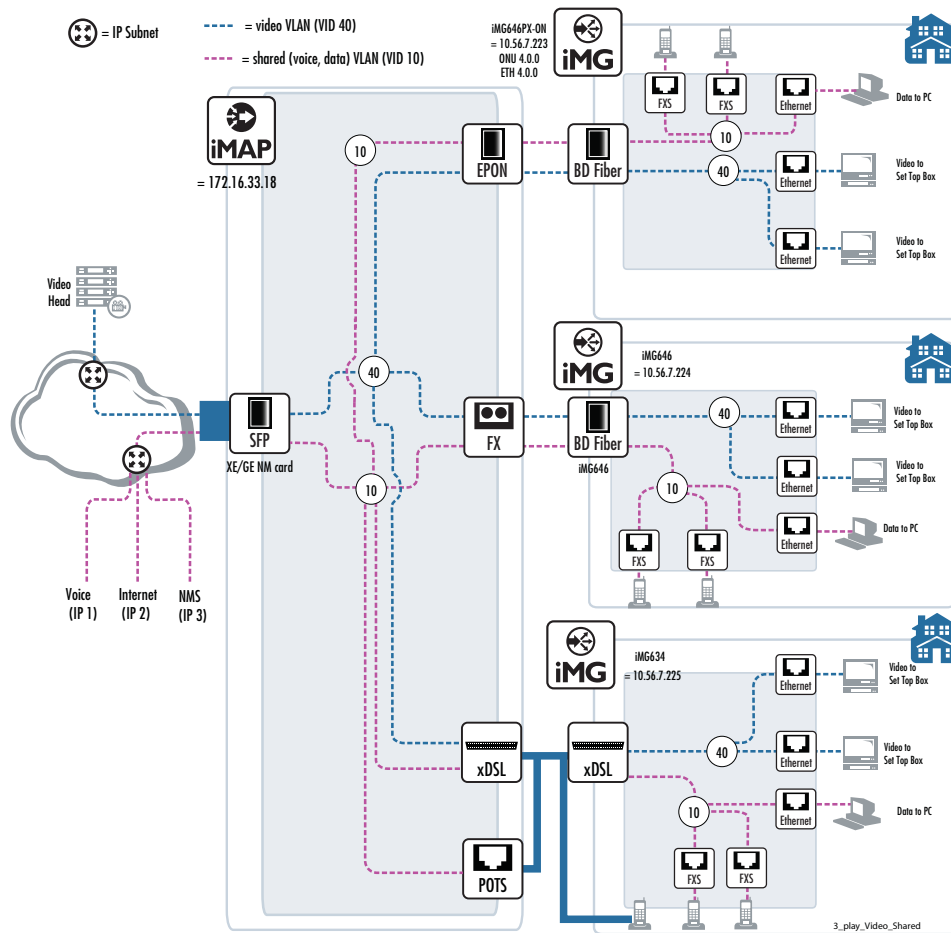 = IP Subnet
= video VLAN (VID 40)
= shared (voice, data) VLAN (VID 10)
iMAP
= 172.16.33.18
Video
Head
SFP
XE/GE NM card
Voice
(IP 1)
Internet
(IP 2)
NMS
(IP 3)
10
40
10
EPON
FX
xDSL
POTS
iMG646PX-ON
= 10.56.7.223
ONU 4.0.0
ETH 4.0.0
iMG
BD Fiber
FXS
FXS
Ethernet
Data to PC
10
40
Ethernet
Video to
Set Top Box
Ethernet
Video to
Set Top Box
iMG
iMG646
= 10.56.7.224
BD Fiber
iMG646
40
Ethernet
Video to
Set Top Box
Ethernet
Video to
Set Top Box
10
Ethernet
Data to PC
FXS
FXS
iMG
iMG634
= 10.56.7.225
xDSL
Ethernet
Video to
Set Top Box
40
Ethernet
Video to
Set Top Box
10
Ethernet
Data to PC
FXS
FXS
3_play_Video_Shared